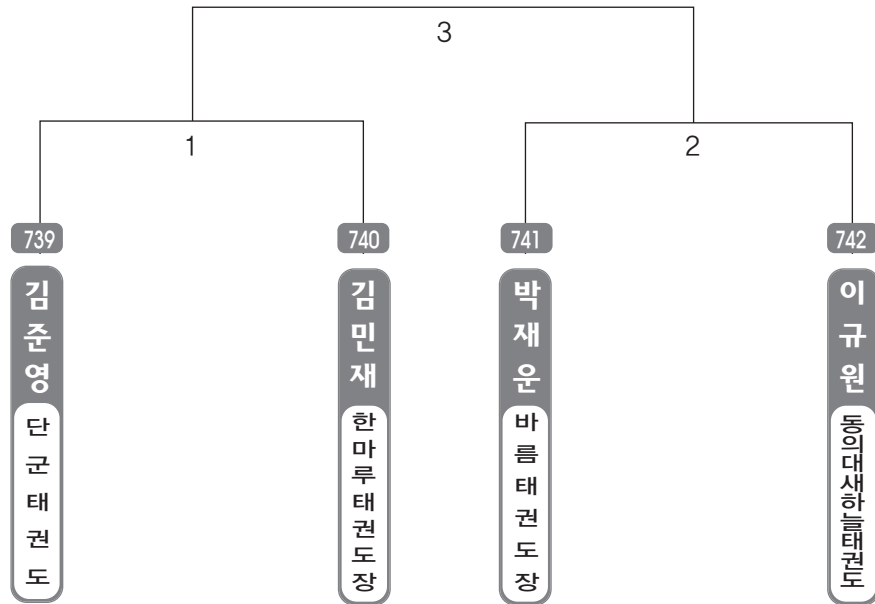 3
1
2
739
740
741
742
김준영
김민재
박재운
이규원
단군태권도
한마루태권도장
바름태권도장
동의대새하늘태권도